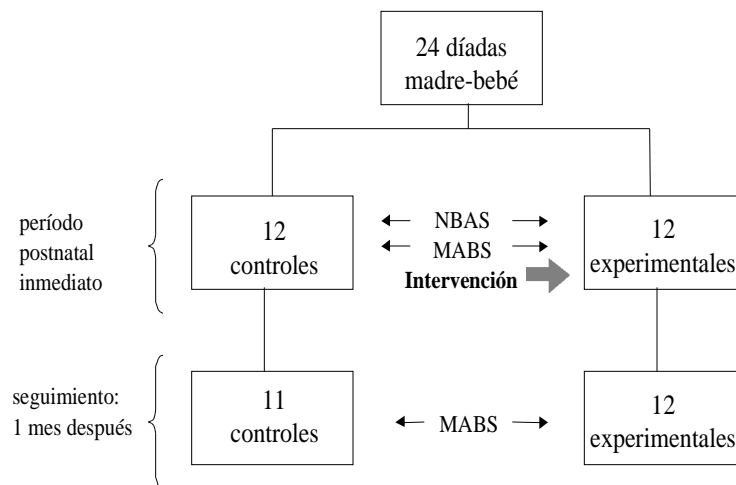 24 díadas
madre-bebé
período
postnatal
inmediato
12
controles
NBAS
MABS
Intervención
12
experimentales
seguimiento:
1 mes después
11
controles
MABS
12
experimentales